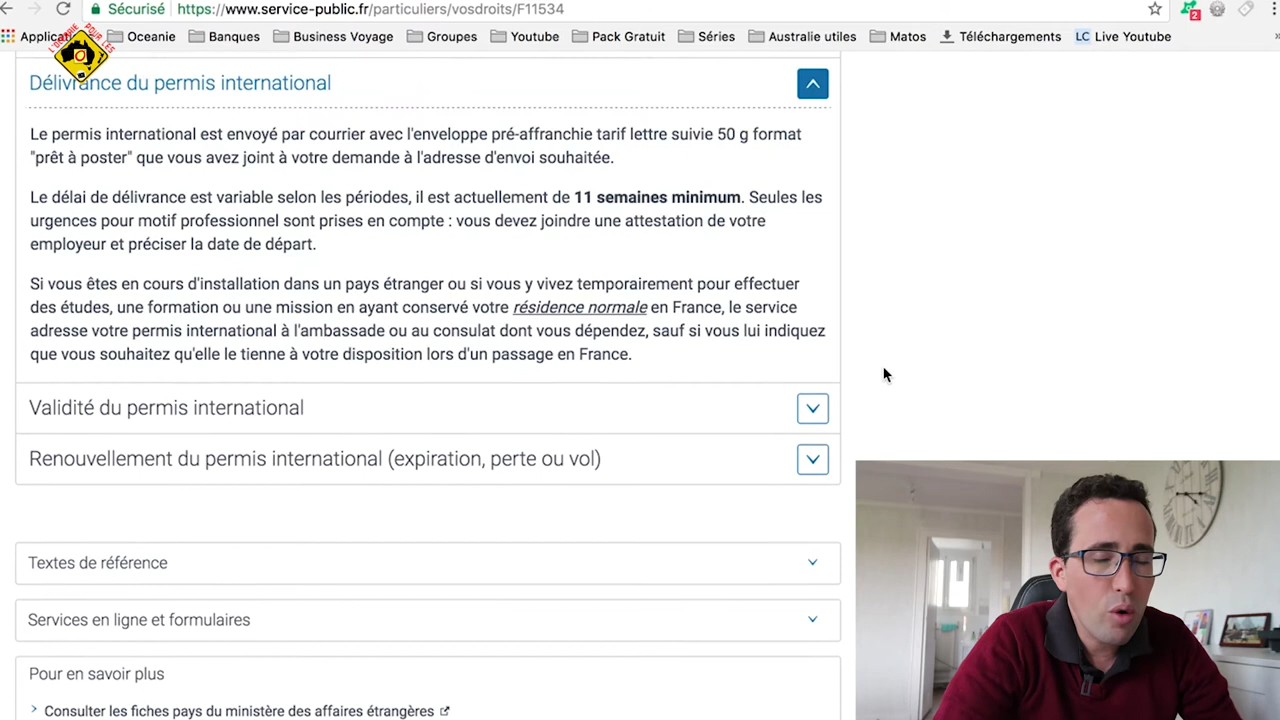 Sécurisé https://www.service-public.fr/particuliers/vosdroits/F11534
2
Applicat Oceanie Banques Business Voyage Groupes Youtube Pack Gratuit Séries Australie utiles Matos Téléchargements LC Live Youtube »
L'OCÉANIE POUR LES
Délivrance du permis international
Le permis international est envoyé par courrier avec l'enveloppe pré-affranchie tarif lettre suivie 50 g format
"prêt à poster" que vous avez joint à votre demande à l'adresse d'envoi souhaitée.
Le délai de délivrance est variable selon les périodes, il est actuellement de 11 semaines minimum. Seules les
urgences pour motif professionnel sont prises en compte : vous devez joindre une attestation de votre
employeur et préciser la date de départ.
Si vous êtes en cours d'installation dans un pays étranger ou si vous y vivez temporairement pour effectuer
des études, une formation ou une mission en ayant conservé votre résidence normale en France, le service
adresse votre permis international à l'ambassade ou au consulat dont vous dépendez, sauf si vous lui indiquez
que vous souhaitez qu'elle le tienne à votre disposition lors d'un passage en France.
Validité du permis international
Renouvellement du permis international (expiration, perte ou vol)
Textes de référence
Services en ligne et formulaires
Pour en savoir plus
Consulter les fiches pays du ministère des affaires étrangères